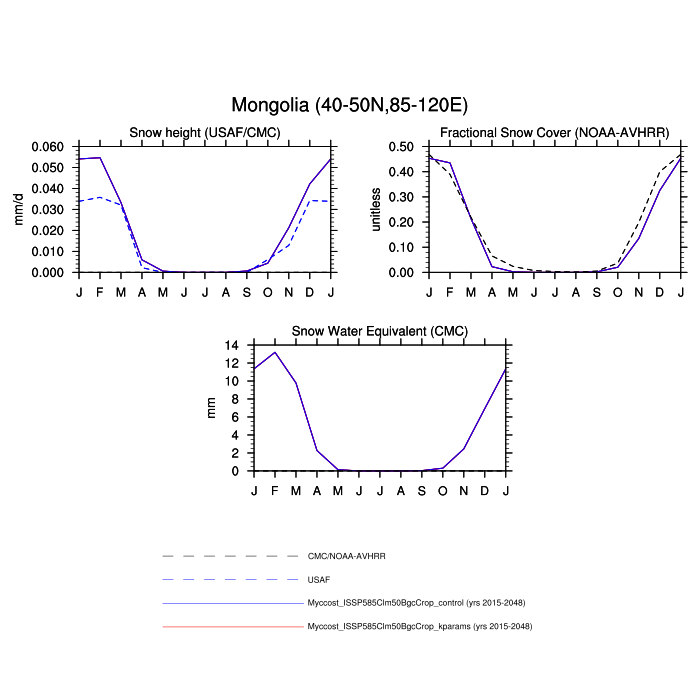 Mongolia (40-50N,85-120E)
Snow height (USAF/CMC)
J F M A M J J A S O N D J
0.060
0.050
0.040
0.030
0.020
0.010
0.000
mm/d
J F M A M J J A S O N D J
Fractional Snow Cover (NOAA-AVHRR)
J F M A M J J A S O N D J
0.50
0.40
0.30
0.20
0.10
0.00
unitless
J F M A M J J A S O N D J
Snow Water Equivalent (CMC)
14
12
10
8
6
4
2
0
mm
J F M A M J J A S O N D J
CMC/NOAA-AVHRR
USAF
Myccost_ISSP585Clm50BgcCrop_control (yrs 2015-2048)
Myccost_ISSP585Clm50BgcCrop_kparams (yrs 2015-2048)